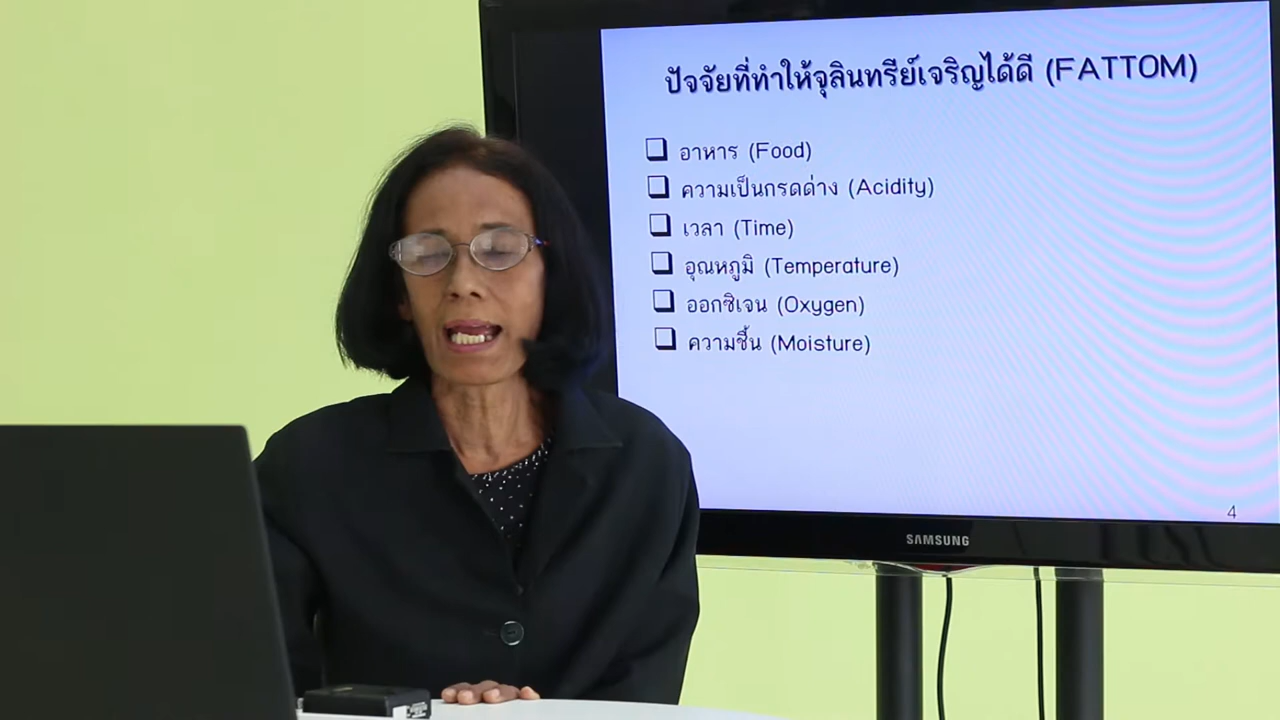 ปัจจัยที่ทำให้จุลินทรีย์เจริญได้ดี (FATTOM)
❑ อาหาร (Food)
❑ ความเป็นกรดด่าง (Acidity)
❑ เวลา (Time)
❑ อุณหภูมิ (Temperature)
❑ ออกซิเจน (Oxygen)
❑ ความชื้น (Moisture)
4
SAMSUNG